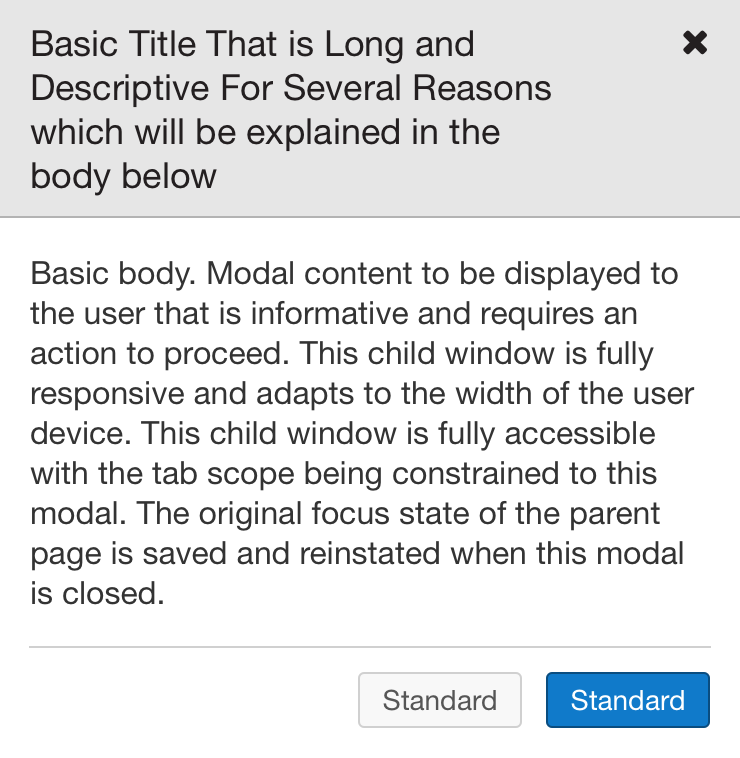 Basic Title That is Long and
Descriptive For Several Reasons
which will be explained in the
body below
Basic body. Modal content to be displayed to
the user that is informative and requires an
action to proceed. This child window is fully
responsive and adapts to the width of the user
device. This child window is fully accessible
with the tab scope being constrained to this
modal. The original focus state of the parent
page is saved and reinstated when this modal
is closed.
Standard
Standard